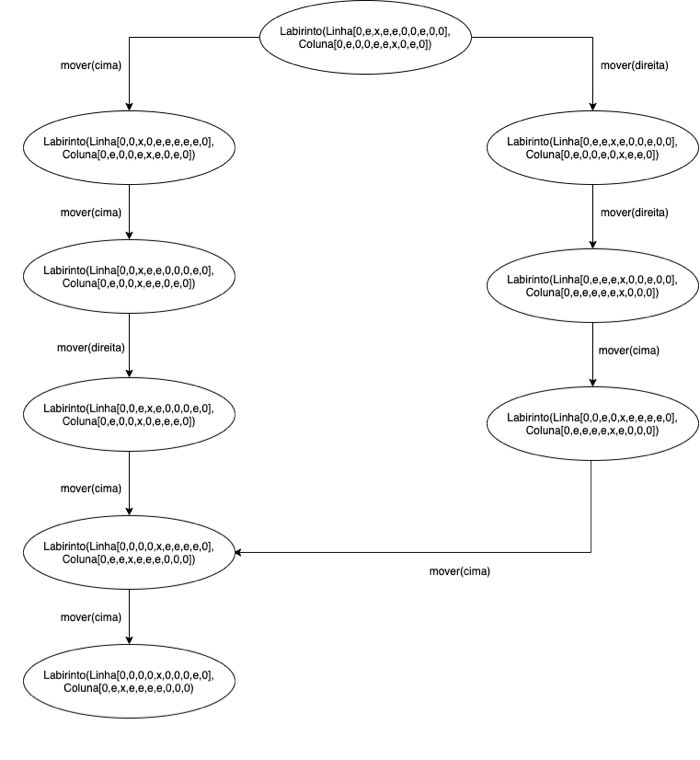 Labirinto(Linha[0,e,x,e,e,0,0,e,0,0],
Coluna[0,e,0,0,e,e,x,0,e,0])
mover(cima)
mover(direita)
Labirinto(Linha[0,0,x,0,e,e,e,e,e,0],
Coluna[0,e,0,0,e,x,e,0,e,0])
Labirinto(Linha[0,e,e,x,e,0,0,e,0,0],
Coluna[0,e,0,0,e,0,x,e,e,0])
mover(cima)
mover(direita)
Labirinto(Linha[0,0,x,e,e,0,0,0,e,0],
Coluna[0,e,0,0,x,e,e,0,e,0])
Labirinto(Linha[0,e,e,e,x,0,0,e,0,0],
Coluna[0,e,e,e,e,e,x,0,0,0])
mover(direita)
mover(cima)
Labirinto(Linha[0,0,e,x,e,0,0,0,e,0],
Coluna[0,e,0,0,x,0,e,e,e,0])
Labirinto(Linha[0,0,e,0,x,e,e,e,e,0],
Coluna[0,e,e,e,e,x,e,0,0,0])
mover(cima)
Labirinto(Linha[0,0,0,0,x,e,e,e,e,0],
Coluna[0,e,e,x,e,e,e,0,0,0])
mover(cima)
mover(cima)
Labirinto(Linha[0,0,0,0,x,0,0,0,e,0],
Coluna[0,e,x,e,e,e,e,0,0,0)